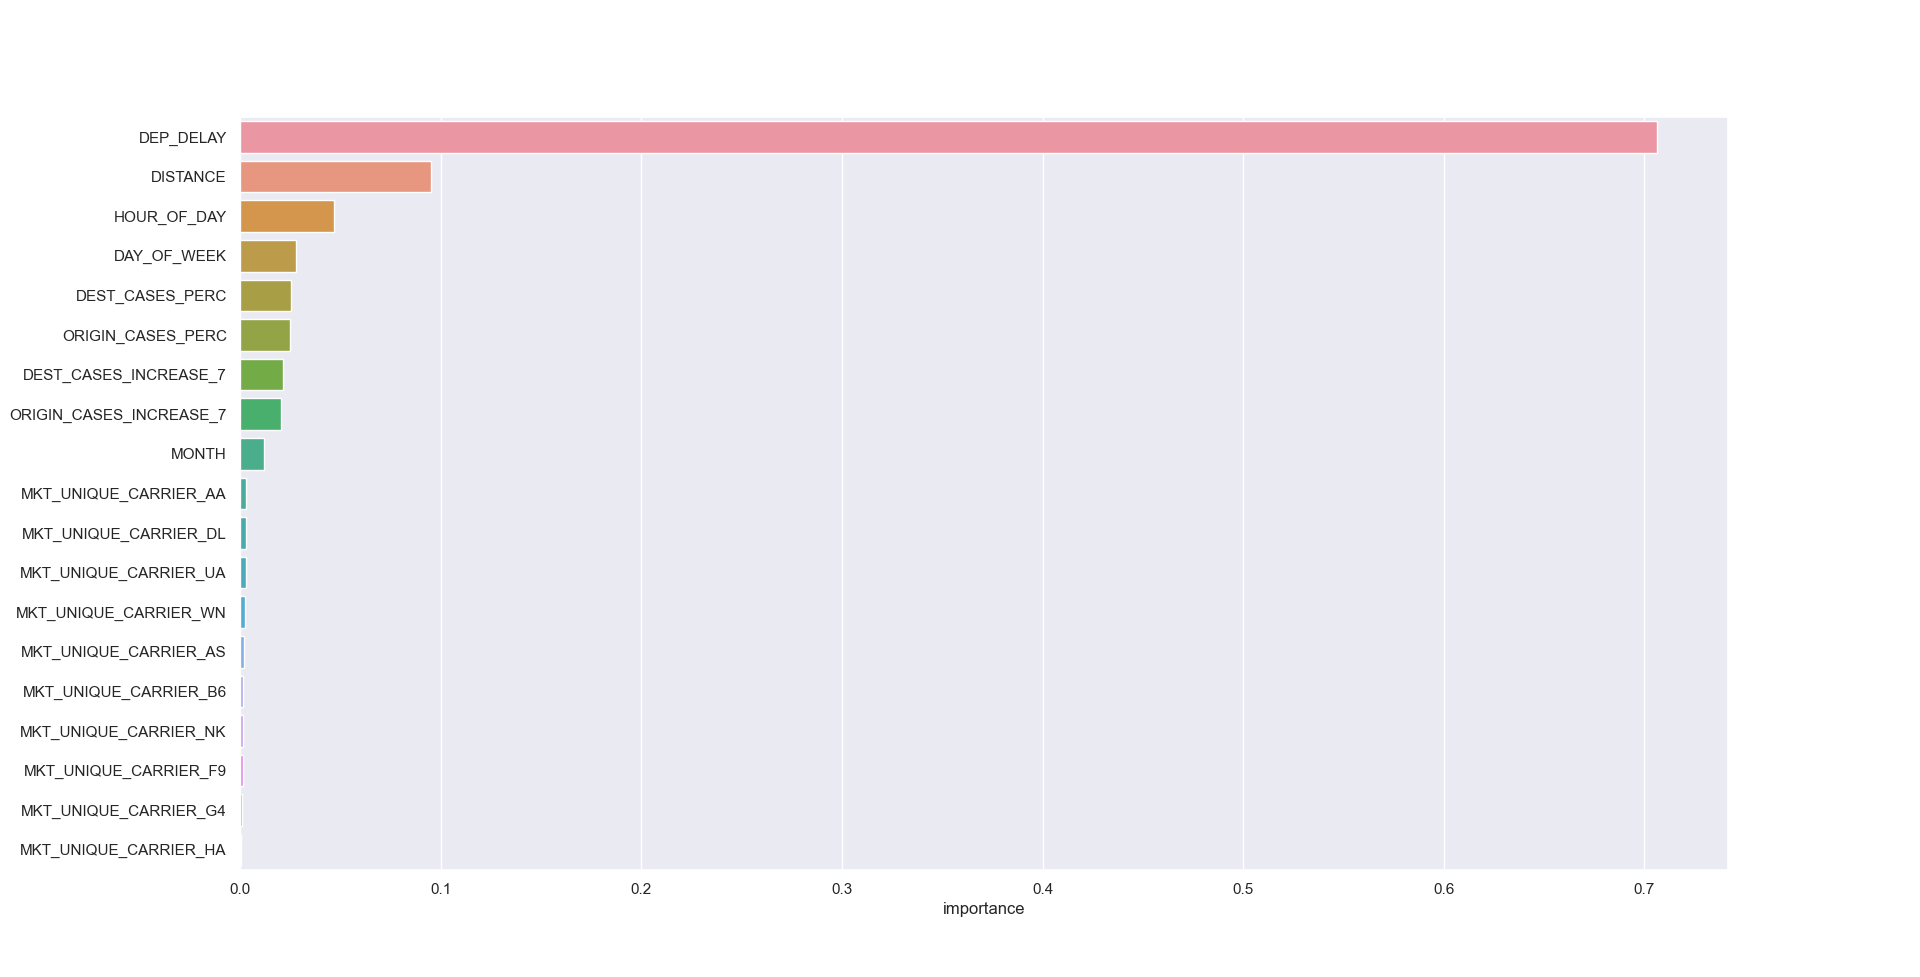 DEP_DELAY
DISTANCE
HOUR_OF_DAY
DAY_OF_WEEK
DEST_CASES_PERC
ORIGIN_CASES_PERC
DEST_CASES_INCREASE_7
ORIGIN_CASES_INCREASE_7
MONTH
MKT_UNIQUE_CARRIER_AA
MKT_UNIQUE_CARRIER_DL
MKT_UNIQUE_CARRIER_UA
MKT_UNIQUE_CARRIER_WN
MKT_UNIQUE_CARRIER_AS
MKT_UNIQUE_CARRIER_B6
MKT_UNIQUE_CARRIER_NK
MKT_UNIQUE_CARRIER_F9
MKT_UNIQUE_CARRIER_G4
MKT_UNIQUE_CARRIER_HA
0.0 0.1 0.2 0.3 0.4 0.5 0.6 0.7
importance